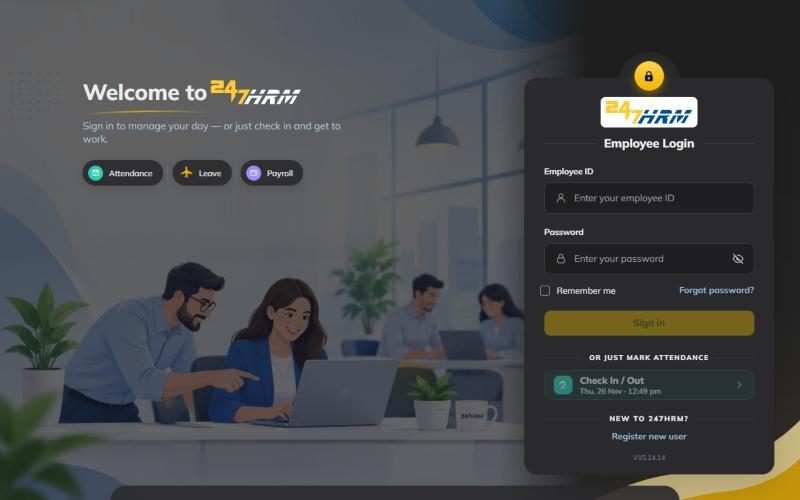 Welcome to 247HRM
Sign in to manage your day — or just check in and get to
work.
Attendance
Leave
Payroll
247HRM
247HRM
Employee Login
Employee ID
Enter your employee ID
Password
Enter your password
Remember me
Forgot password?
Sign in
OR JUST MARK ATTENDANCE
Check In / Out
Thu, 26 Nov · 12:49 pm
NEW TO 247HRM?
Register new user
V15.14.14